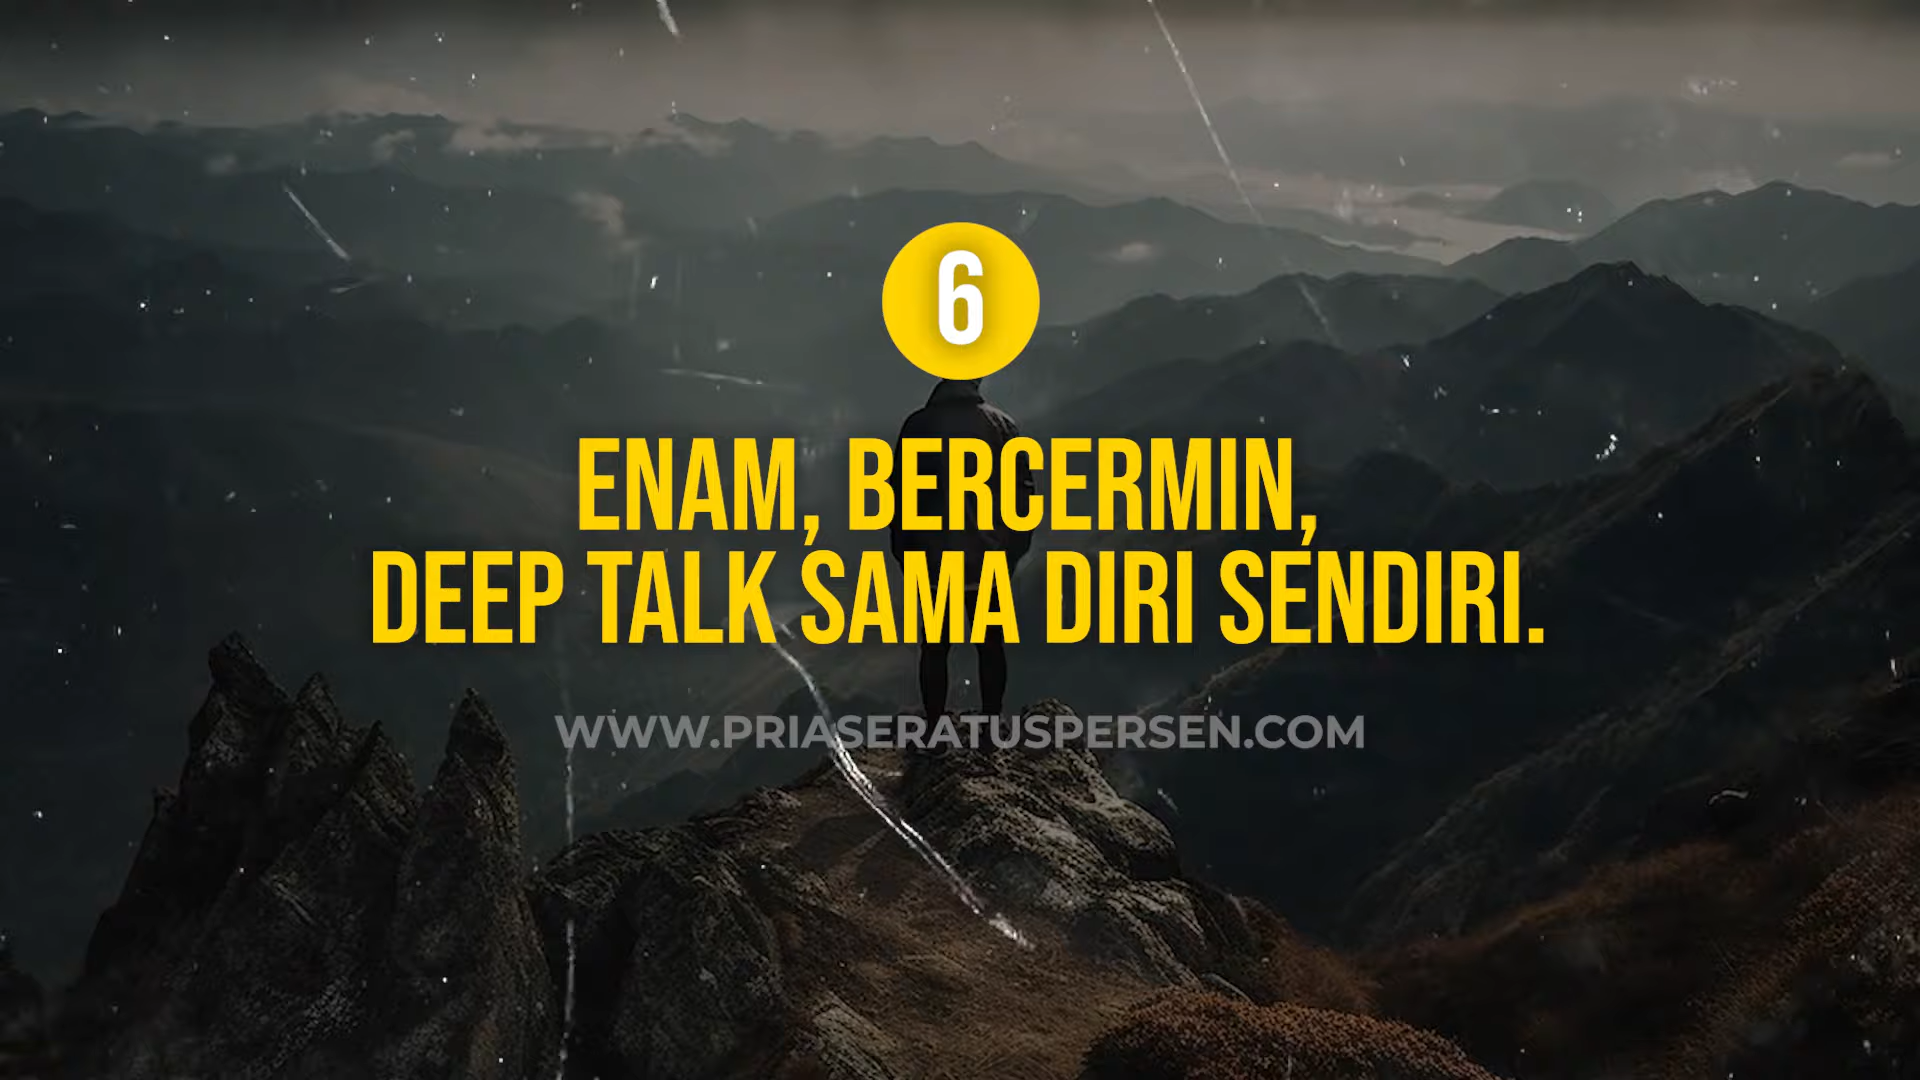 6
ENAM, BERCERMIN,
DEEP TALK SAMA DIRI SENDIRI.
WWW.PRIASERATUSPERSEN.COM